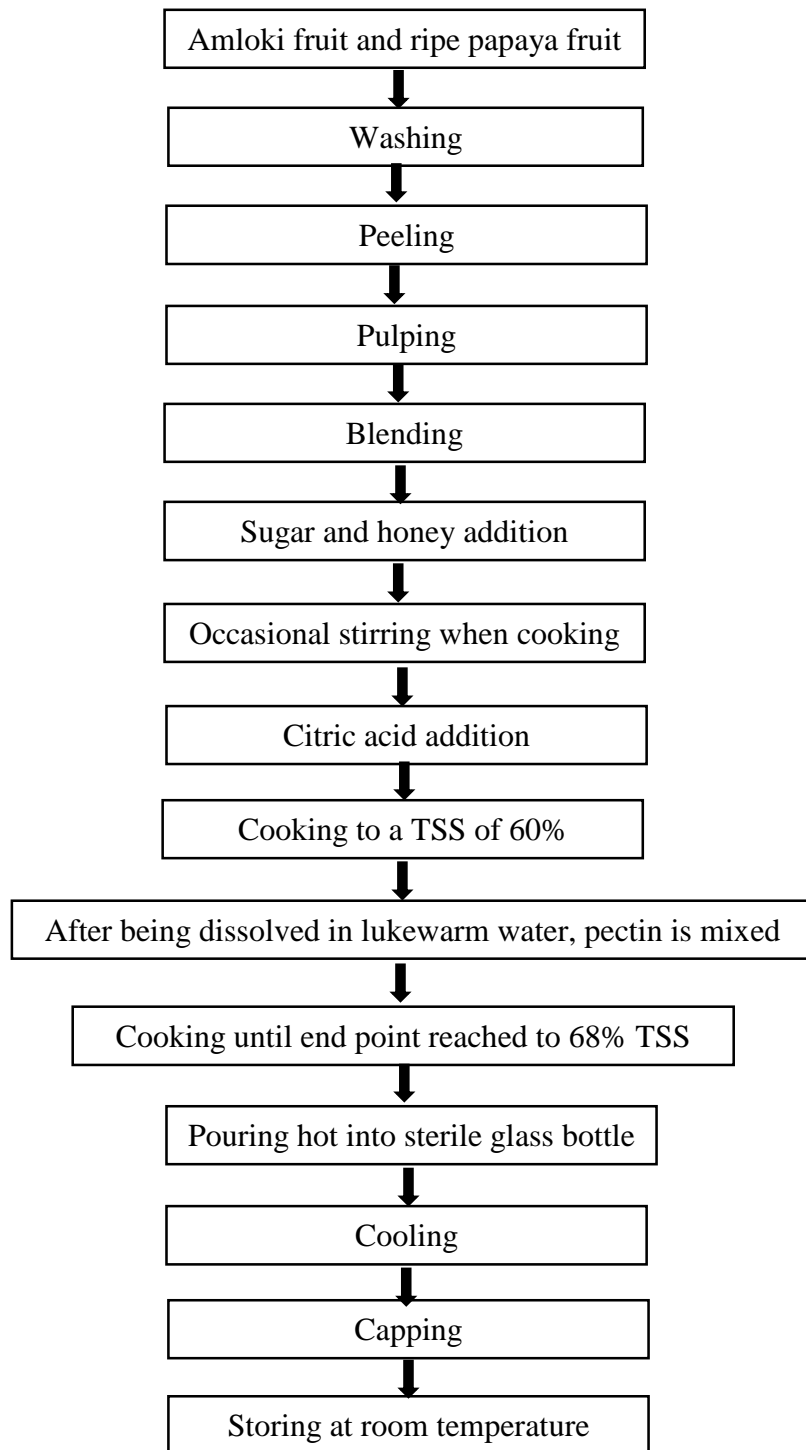 Amloki fruit and ripe papaya fruit
Washing
Peeling
Pulping
Blending
Sugar and honey addition
Occasional stirring when cooking
Citric acid addition
Cooking to a TSS of 60%
After being dissolved in lukewarm water, pectin is mixed
Cooking until end point reached to 68% TSS
Pouring hot into sterile glass bottle
Cooling
Capping
Storing at room temperature